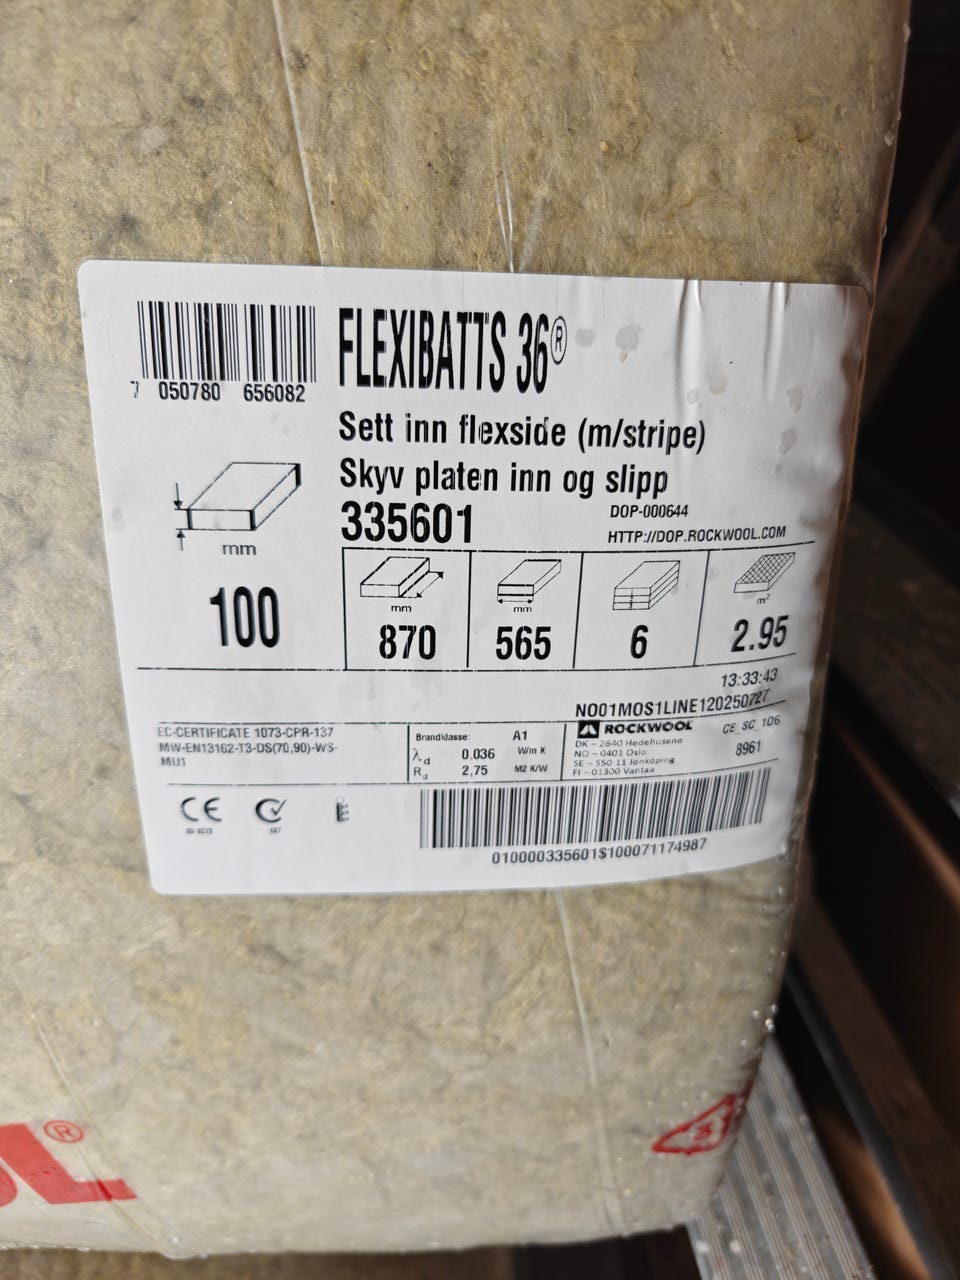 7 050780 656082
FLEXIBATTS 36®
Sett inn flexside (m/stripe)
Skyv platen inn og slipp
335601
DOP-000644
HTTP://DOP.ROCKWOOL.COM
mm
100
mm
870
mm
565
6
m²
2.95
13:33:43
NO01MOS1LINE120250727
EC-CERTIFICATE 1073-CPR-137
MW-EN13162-T3-DS(70,90)-WS-
MU1
Brandklasse: A1
λd 0,036 W/m K
Rd 2,75 M2 K/W
ROCKWOOL
DK – 2640 Hedehusene
NO – 0401 Oslo
SE – 550 11 Jönköping
FI – 01300 Vantaa
CE_SC_1D6
8961
CE
010000335601$100071174987
L®